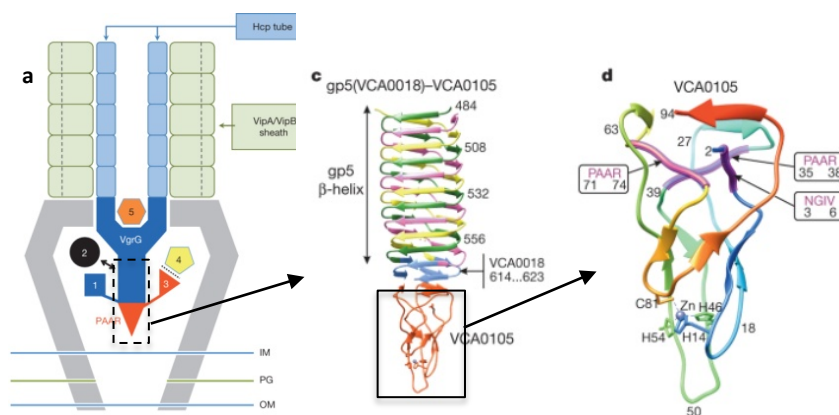 a
Hcp tube
VipA/VipB
sheath
5
VgrG
2
4
1
3
PAAR
IM
PG
OM
c
gp5(VCA0018)–VCA0105
484
508
gp5
β-helix
532
556
VCA0018
614...623
VCA0105
d
VCA0105
94
63
27
2
PAAR
71 74
PAAR
35 38
39
NGIV
3 6
C81
Zn
H46
H54
H14
18
50